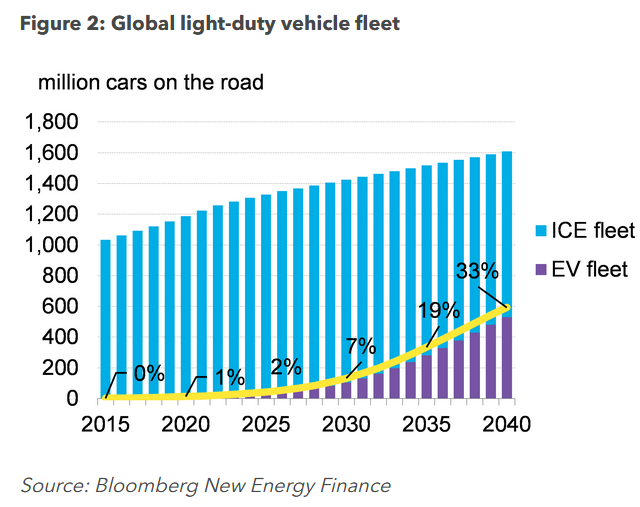 Figure 2: Global light-duty vehicle fleet
million cars on the road
1,800
1,600
1,400
1,200
1,000
800
600
400
200
0
0%
1%
2%
7%
19%
33%
2015 2020 2025 2030 2035 2040
ICE fleet
EV fleet
Source: Bloomberg New Energy Finance